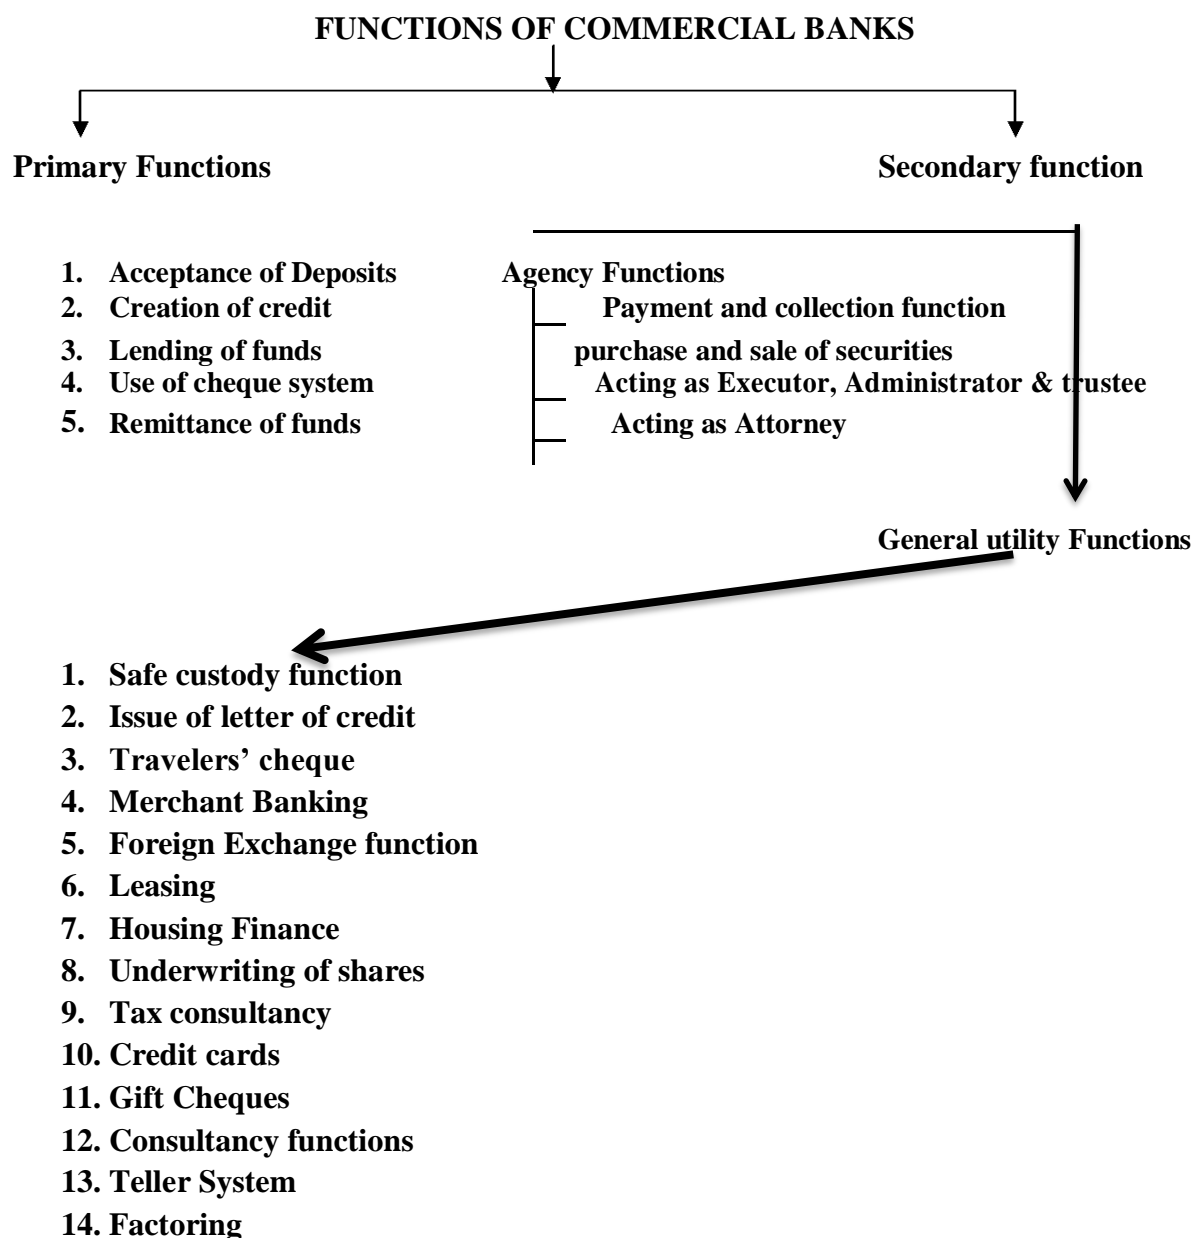 FUNCTIONS OF COMMERCIAL BANKS
Primary Functions
Secondary function
1. Acceptance of Deposits
2. Creation of credit
3. Lending of funds
4. Use of cheque system
5. Remittance of funds
Agency Functions
Payment and collection function
purchase and sale of securities
Acting as Executor, Administrator & trustee
Acting as Attorney
General utility Functions
1. Safe custody function
2. Issue of letter of credit
3. Travelers’ cheque
4. Merchant Banking
5. Foreign Exchange function
6. Leasing
7. Housing Finance
8. Underwriting of shares
9. Tax consultancy
10. Credit cards
11. Gift Cheques
12. Consultancy functions
13. Teller System
14. Factoring